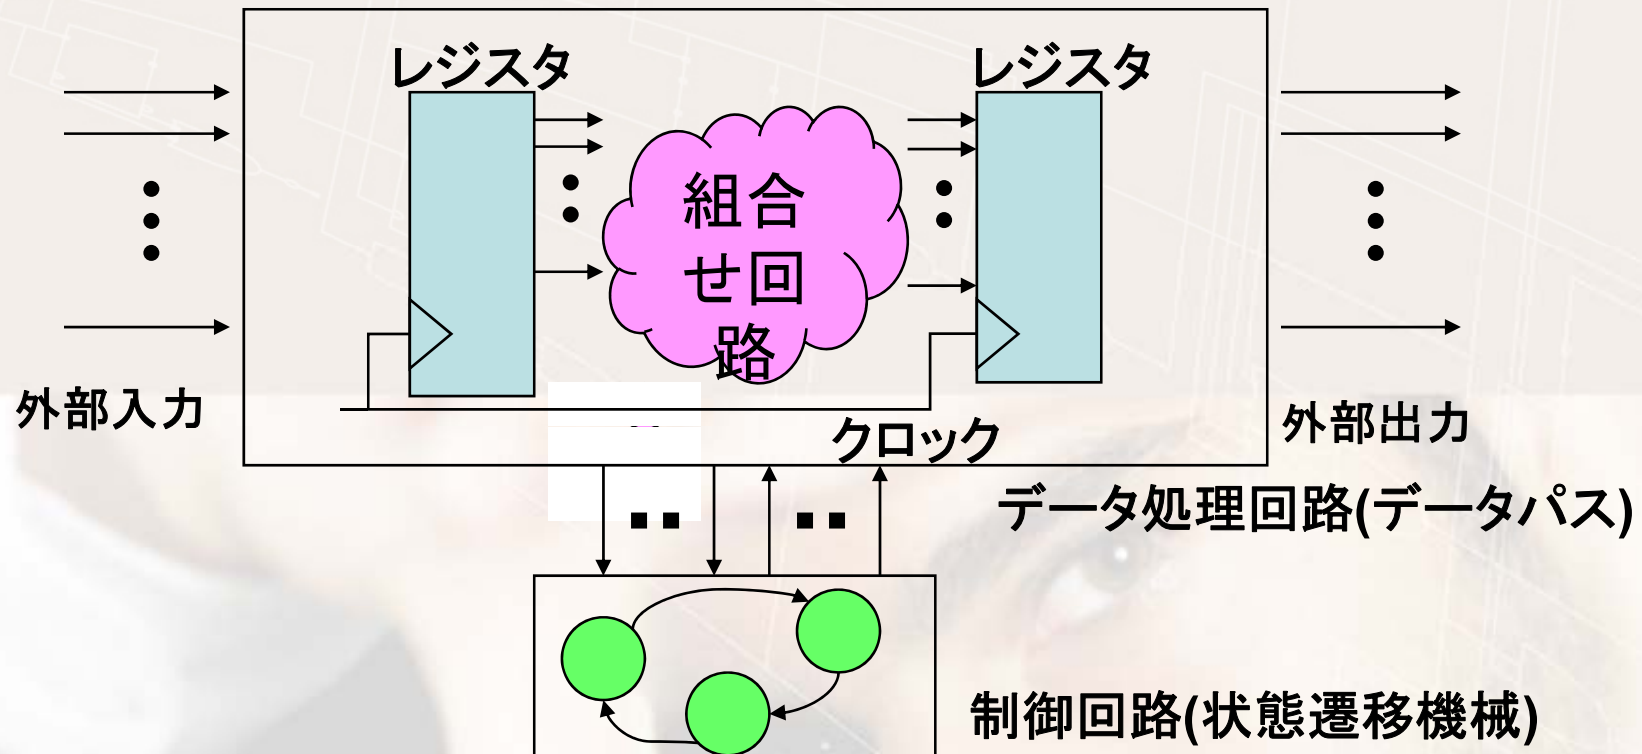 レジスタ
レジスタ
組合
せ回
路
外部入力
外部出力
クロック
データ処理回路(データパス)
制御回路(状態遷移機械)